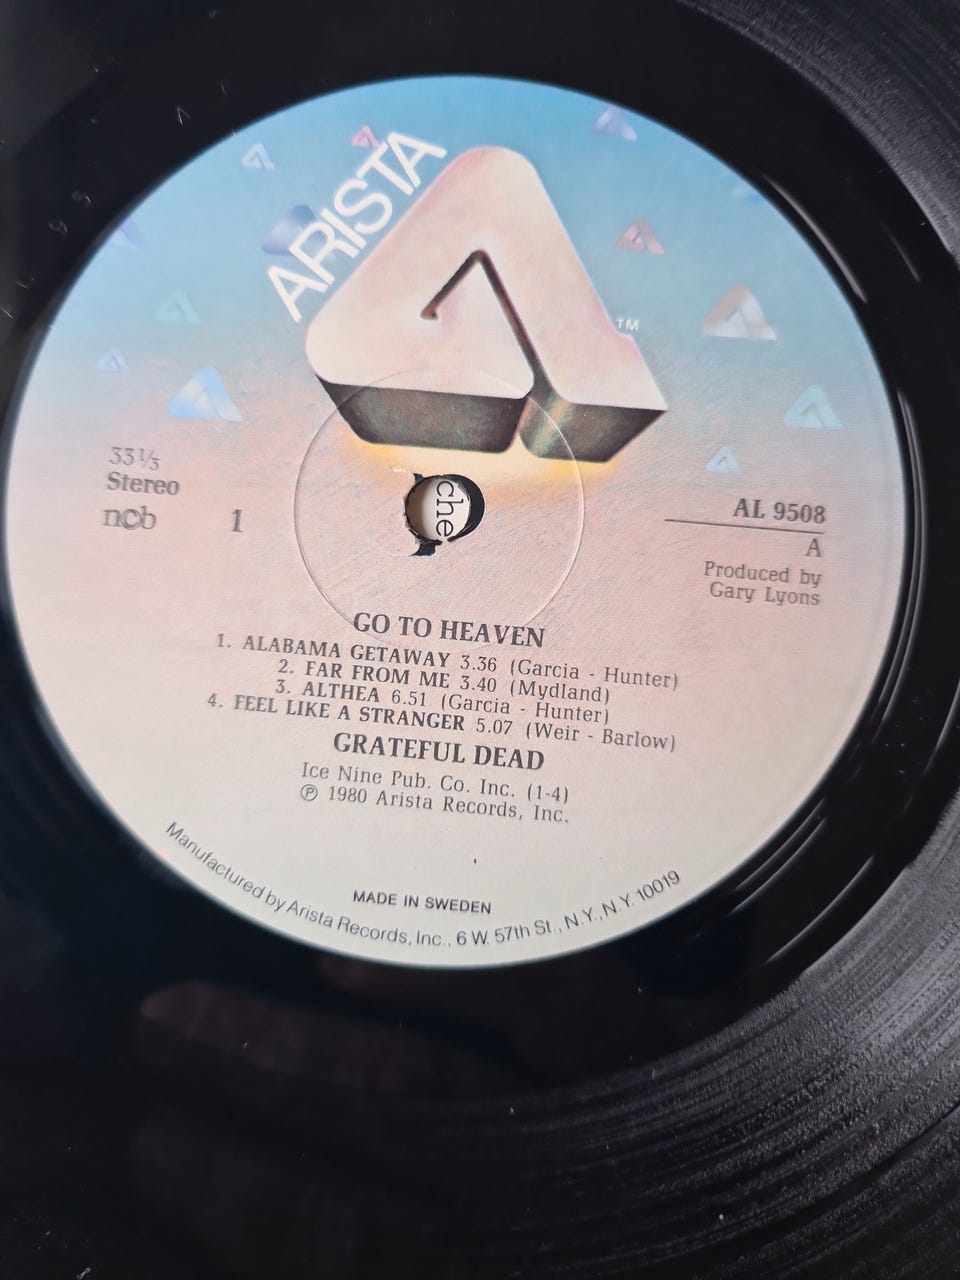 ARISTA
TM
33⅓
Stereo
ncb
1
AL 9508
A
Produced by
Gary Lyons
che
GO TO HEAVEN
1. ALABAMA GETAWAY 3.36 (Garcia - Hunter)
2. FAR FROM ME 3.40 (Mydland)
3. ALTHEA 6.51 (Garcia - Hunter)
4. FEEL LIKE A STRANGER 5.07 (Weir - Barlow)
GRATEFUL DEAD
Ice Nine Pub. Co. Inc. (1-4)
℗ 1980 Arista Records, Inc.
MADE IN SWEDEN
Manufactured by Arista Records, Inc., 6 W. 57th St., N.Y., N.Y. 10019